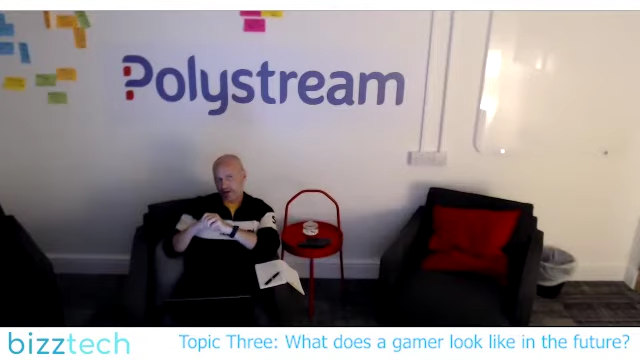 Polystream
bizztech
Topic Three: What does a gamer look like in the future?